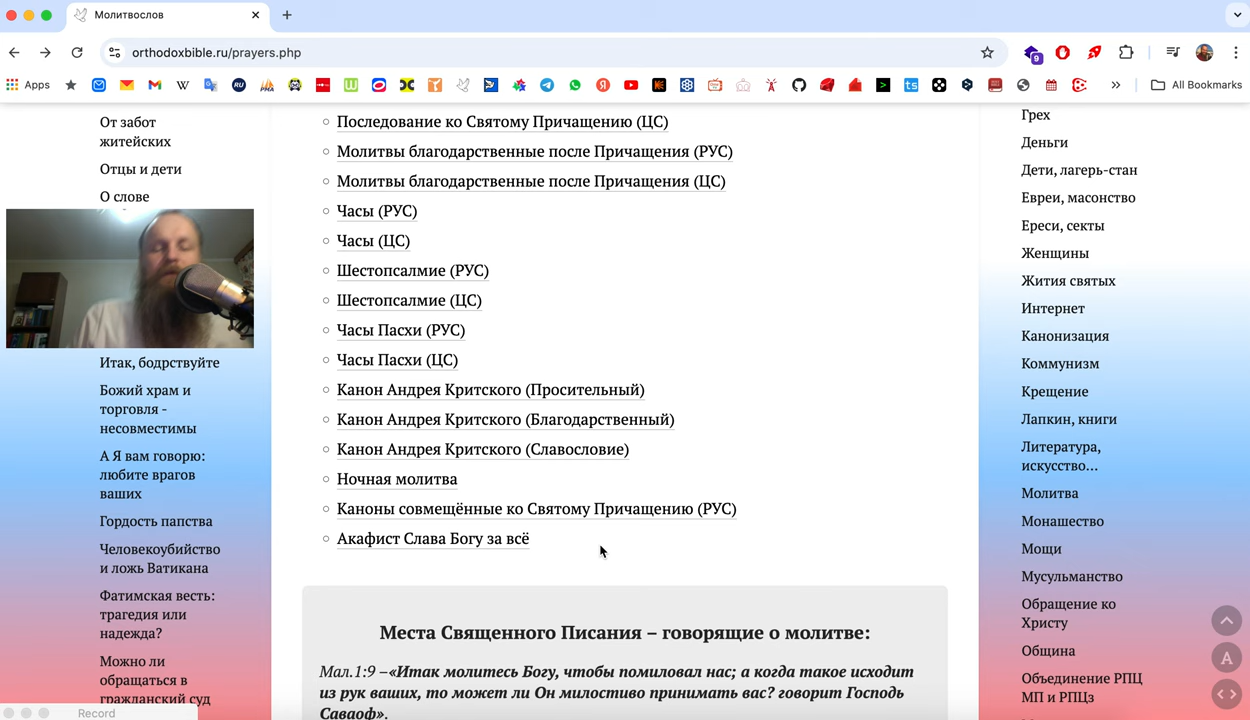 Молитвослов
orthodoxbible.ru/prayers.php
9
Apps
All Bookmarks
От забот
житейских
Отцы и дети
О слове
Итак, бодрствуйте
Божий храм и
торговля -
несовместимы
А Я вам говорю:
любите врагов
ваших
Гордость папства
Человекоубийство
и ложь Ватикана
Фатимская весть:
трагедия или
надежда?
Можно ли
обращаться в
гражданский суд
Record
Последование ко Святому Причащению (ЦС)
Молитвы благодарственные после Причащения (РУС)
Молитвы благодарственные после Причащения (ЦС)
Часы (РУС)
Часы (ЦС)
Шестопсалмие (РУС)
Шестопсалмие (ЦС)
Часы Пасхи (РУС)
Часы Пасхи (ЦС)
Канон Андрея Критского (Просительный)
Канон Андрея Критского (Благодарственный)
Канон Андрея Критского (Славословие)
Ночная молитва
Каноны совмещённые ко Святому Причащению (РУС)
Акафист Слава Богу за всё
Места Священного Писания – говорящие о молитве:
Мал.1:9 –«Итак молитесь Богу, чтобы помиловал нас; а когда такое исходит
из рук ваших, то может ли Он милостиво принимать вас? говорит Господь
Саваоф».
Грех
Деньги
Дети, лагерь-стан
Евреи, масонство
Ереси, секты
Женщины
Жития святых
Интернет
Канонизация
Коммунизм
Крещение
Лапкин, книги
Литература,
искусство...
Молитва
Монашество
Мощи
Мусульманство
Обращение ко
Христу
Община
Объединение РПЦ
МП и РПЦз
A